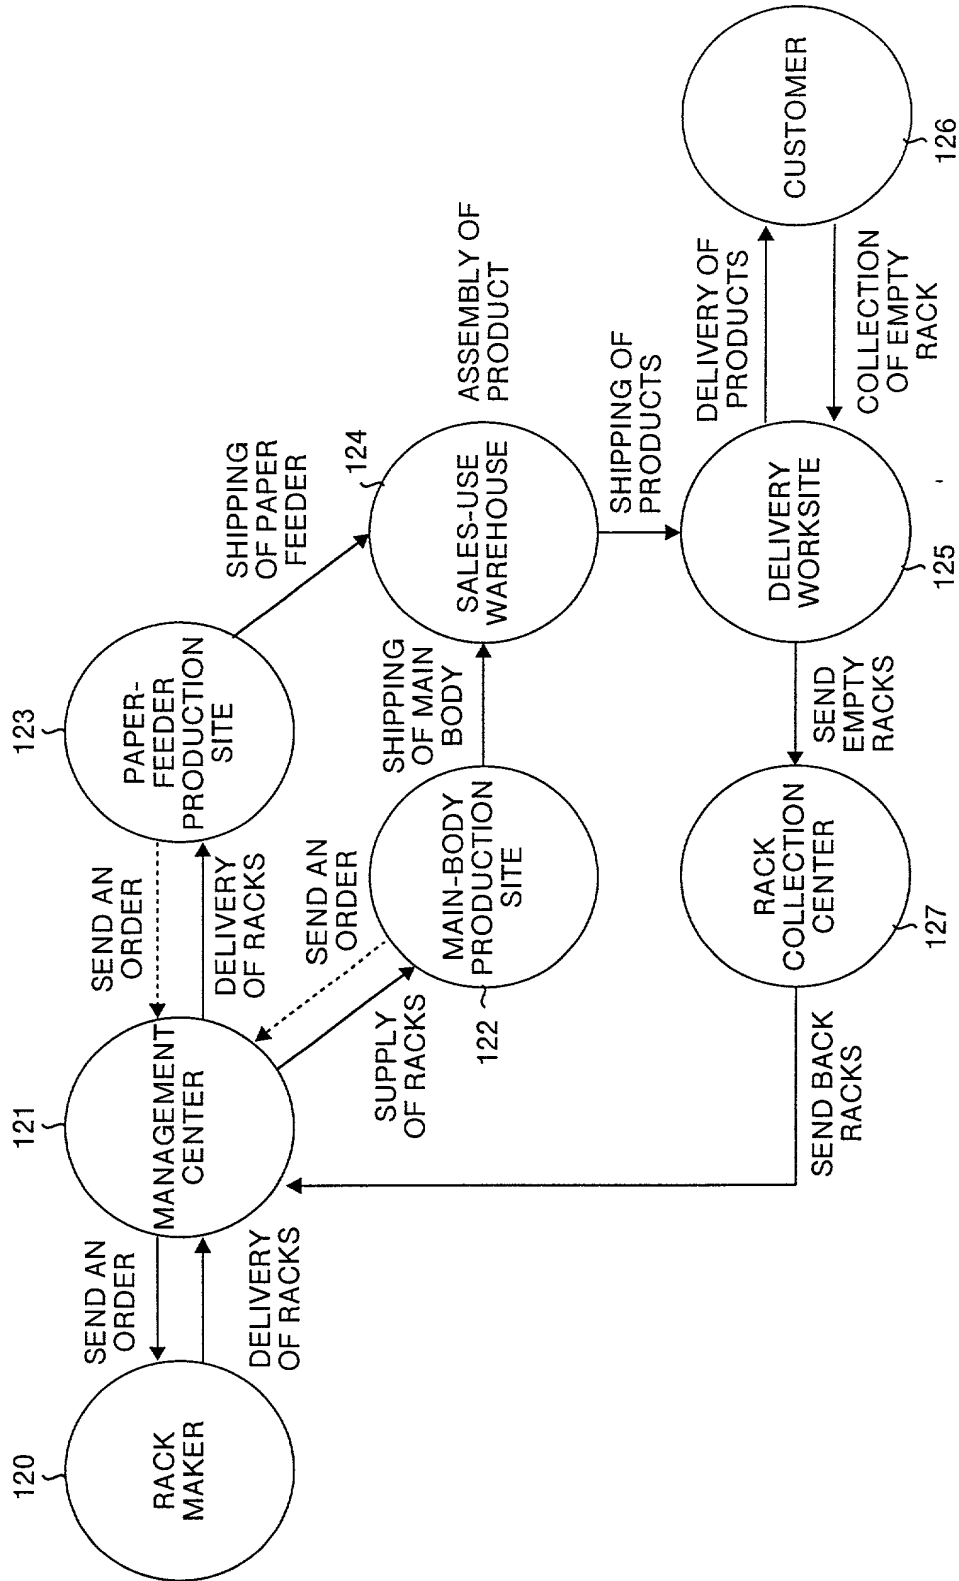 120
RACK
MAKER
SEND AN
ORDER
DELIVERY
OF RACKS
121
MANAGEMENT
CENTER
SEND AN
ORDER
DELIVERY
OF RACKS
123
PAPER-
FEEDER
PRODUCTION
SITE
SHIPPING
OF PAPER
FEEDER
SEND AN
ORDER
SUPPLY
OF RACKS
122
MAIN-BODY
PRODUCTION
SITE
SHIPPING
OF MAIN
BODY
124
SALES-USE
WAREHOUSE
ASSEMBLY OF
PRODUCT
SHIPPING OF
PRODUCTS
SEND BACK
RACKS
127
RACK
COLLECTION
CENTER
SEND
EMPTY
RACKS
125
DELIVERY
WORKSITE
DELIVERY OF
PRODUCTS
COLLECTION
OF EMPTY
RACK
126
CUSTOMER